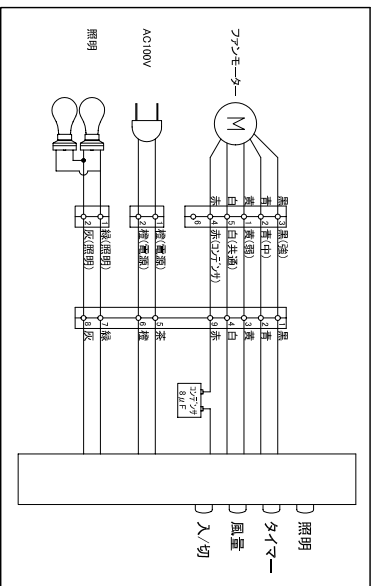 ファンモーター
M
黒 3 黒(強) 1 黒
青 2 青(中) 2 青
黄 1 黄(弱) 3 黄
白 5 白(共通) 4 白
赤 4 赤(コンデンサ) 9 赤
6
コンデンサ
8μF
AC100V
1 橙(電源) 5 茶
2 橙(電源) 6 橙
照明
1 緑(照明) 7 緑
2 灰(照明) 8 灰
照明
タイマー
風量
入/切